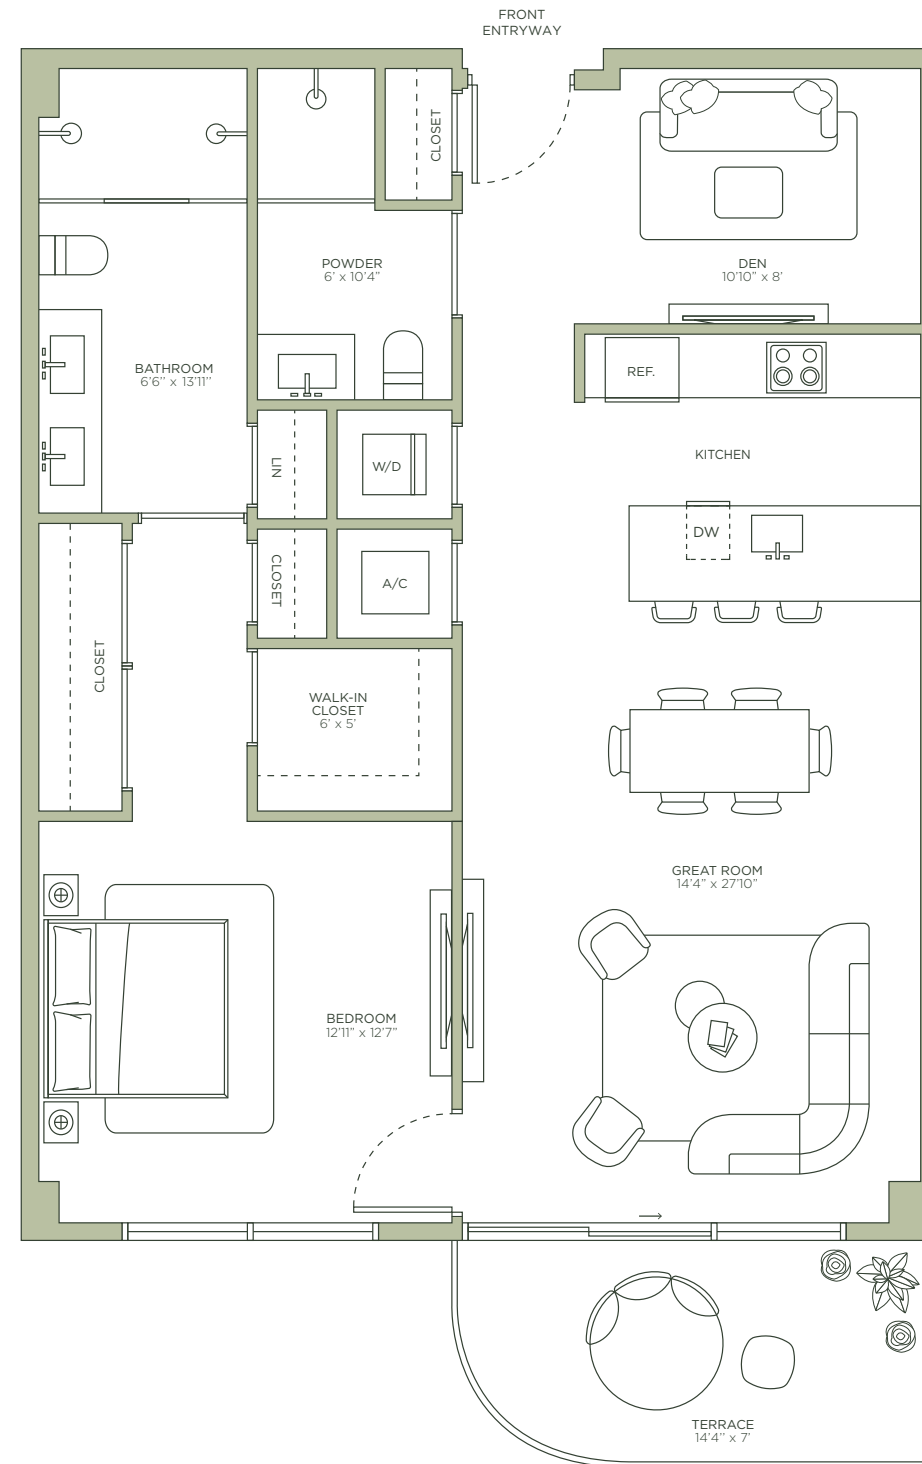 FRONT
ENTRYWAY
CLOSET
POWDER
6' x 10'4"
DEN
10'10" x 8'
BATHROOM
6'6" x 13'11"
REF.
LIN
W/D
KITCHEN
DW
CLOSET
A/C
CLOSET
WALK-IN
CLOSET
6' x 5'
GREAT ROOM
14'4" x 27'10"
BEDROOM
12'11" x 12'7"
TERRACE
14'4" x 7'